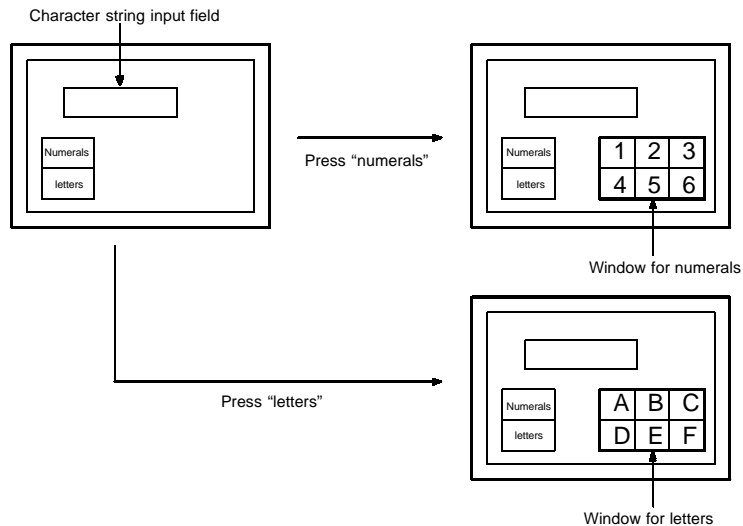 Character string input field
Numerals
letters
Press “numerals”
Numerals
letters
1 2 3
4 5 6
Window for numerals
Press “letters”
Numerals
letters
A B C
D E F
Window for letters